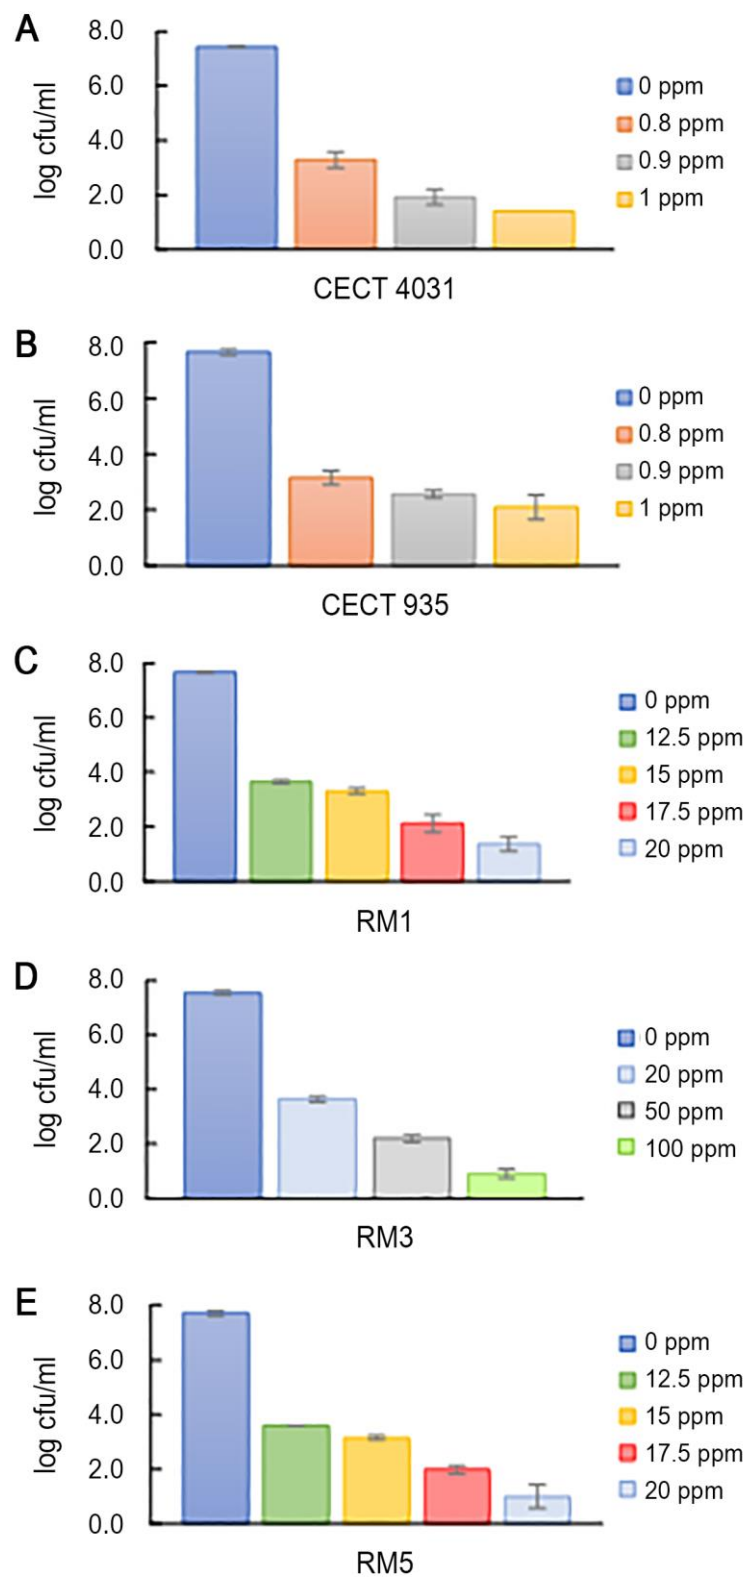 A
log cfu/ml
8.0
6.0
4.0
2.0
0.0
0 ppm
0.8 ppm
0.9 ppm
1 ppm
CECT 4031
B
log cfu/ml
8.0
6.0
4.0
2.0
0.0
0 ppm
0.8 ppm
0.9 ppm
1 ppm
CECT 935
C
log cfu/ml
8.0
6.0
4.0
2.0
0.0
0 ppm
12.5 ppm
15 ppm
17.5 ppm
20 ppm
RM1
D
log cfu/ml
8.0
6.0
4.0
2.0
0.0
0 ppm
20 ppm
50 ppm
100 ppm
RM3
E
log cfu/ml
8.0
6.0
4.0
2.0
0.0
0 ppm
12.5 ppm
15 ppm
17.5 ppm
20 ppm
RM5